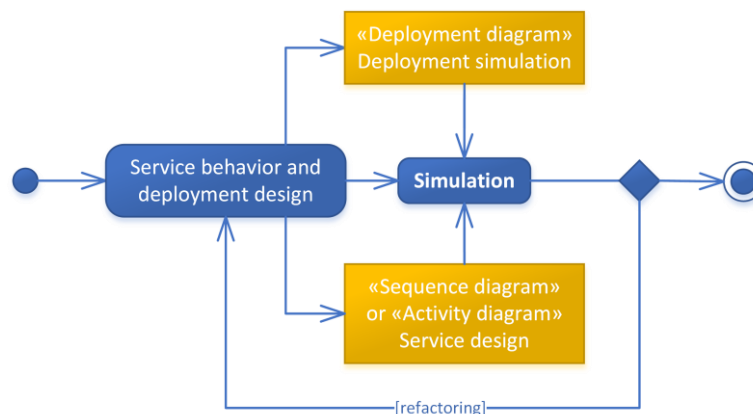 «Deployment diagram»
Deployment simulation
Service behavior and
deployment design
Simulation
«Sequence diagram»
or «Activity diagram»
Service design
[refactoring]